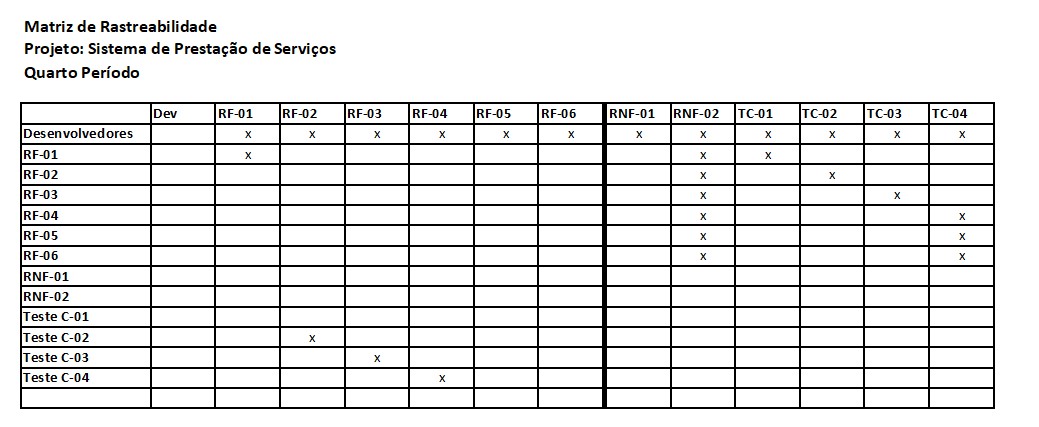 Matriz de Rastreabilidade
Projeto: Sistema de Prestação de Serviços
Quarto Período
Dev RF-01 RF-02 RF-03 RF-04 RF-05 RF-06 RNF-01 RNF-02 TC-01 TC-02 TC-03 TC-04
Desenvolvedores x x x x x x x x x x x x
RF-01 x x x
RF-02 x x
RF-03 x x
RF-04 x x
RF-05 x x
RF-06 x x
RNF-01
RNF-02
Teste C-01
Teste C-02 x
Teste C-03 x
Teste C-04 x